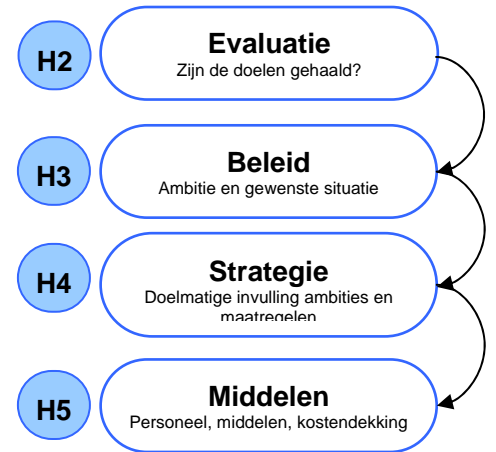 H2
Evaluatie
Zijn de doelen gehaald?
H3
Beleid
Ambitie en gewenste situatie
H4
Strategie
Doelmatige invulling ambities en
maatregelen
H5
Middelen
Personeel, middelen, kostendekking